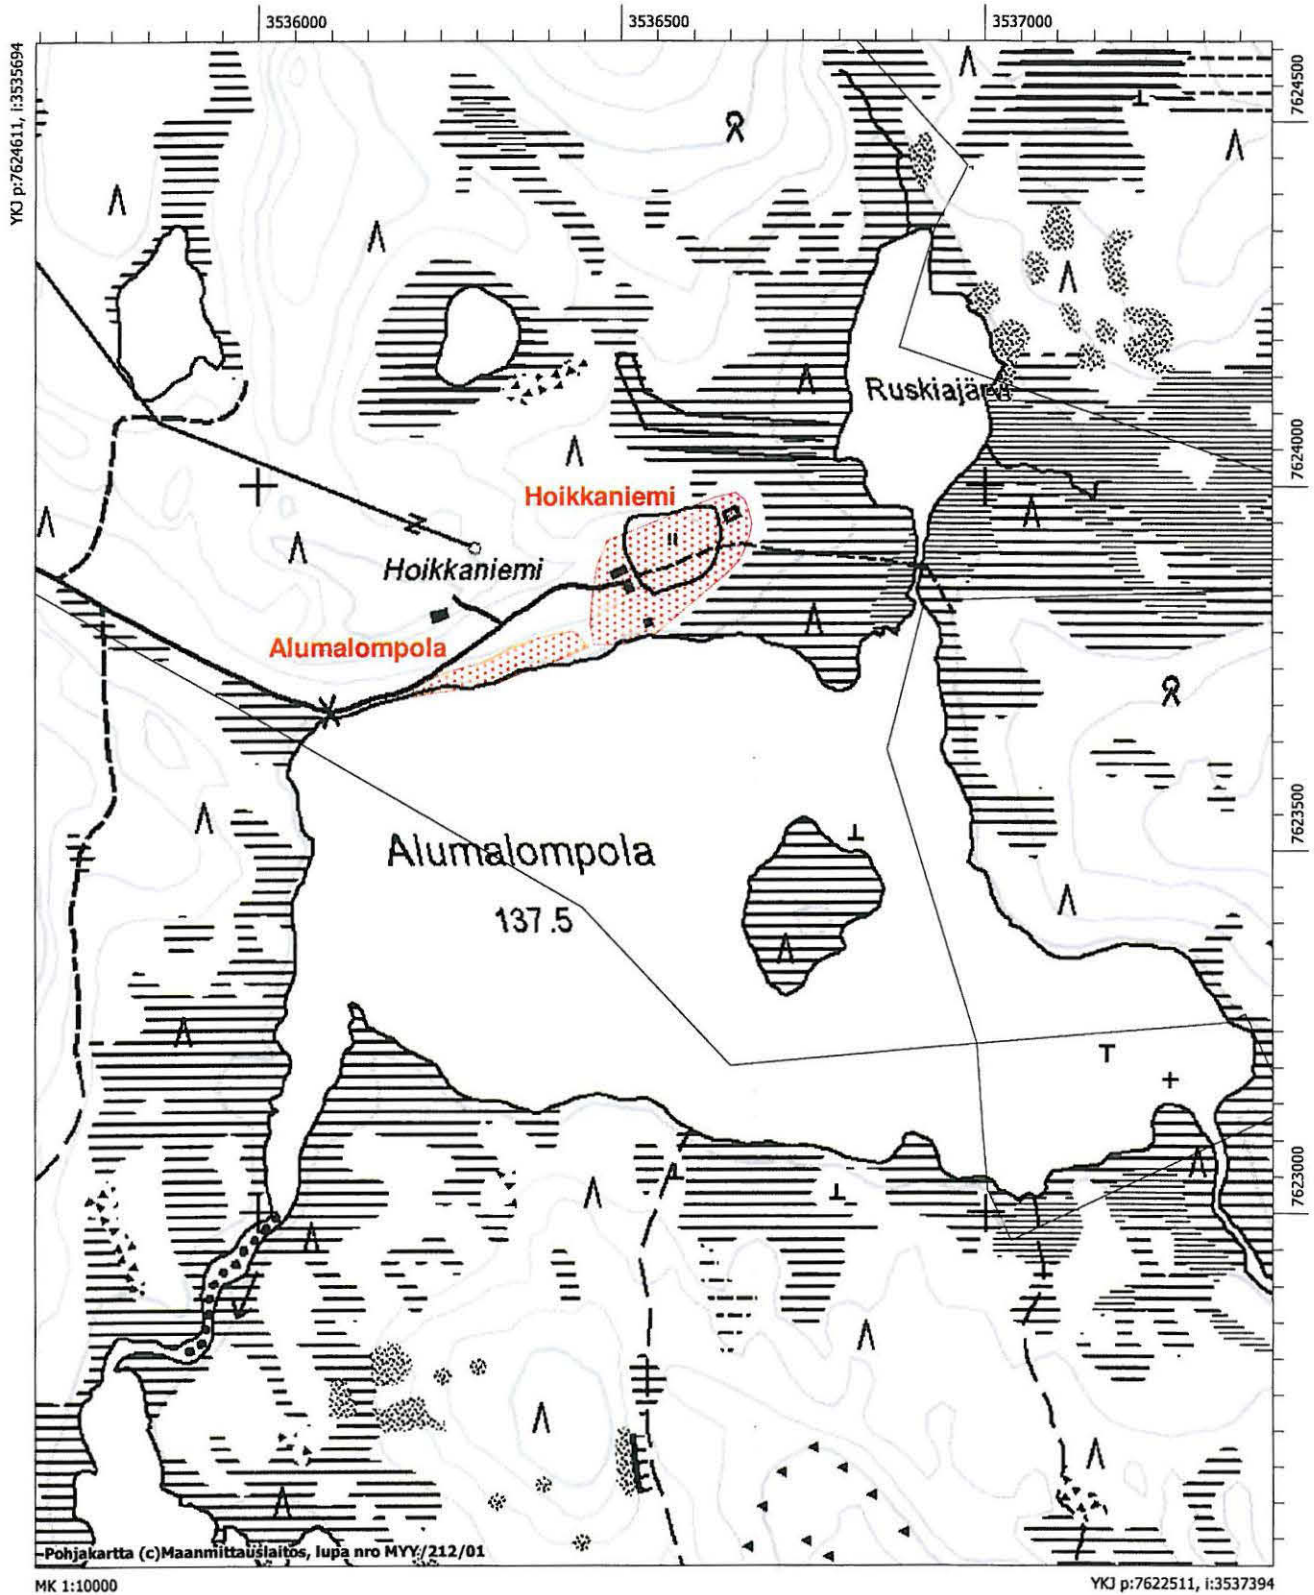 3536000
3536500
3537000
YKJ p:7624611, i:3535694
7624500
Ruskiajärvi
7624000
Hoikkaniemi
Hoikkaniemi
Alumalompola
7623500
Alumalompola
137.5
7623000
Pohjakartta (c)Maanmittauslaitos, lupa nro MYY/212/01
MK 1:10000
YKJ p:7622511, i:3537394